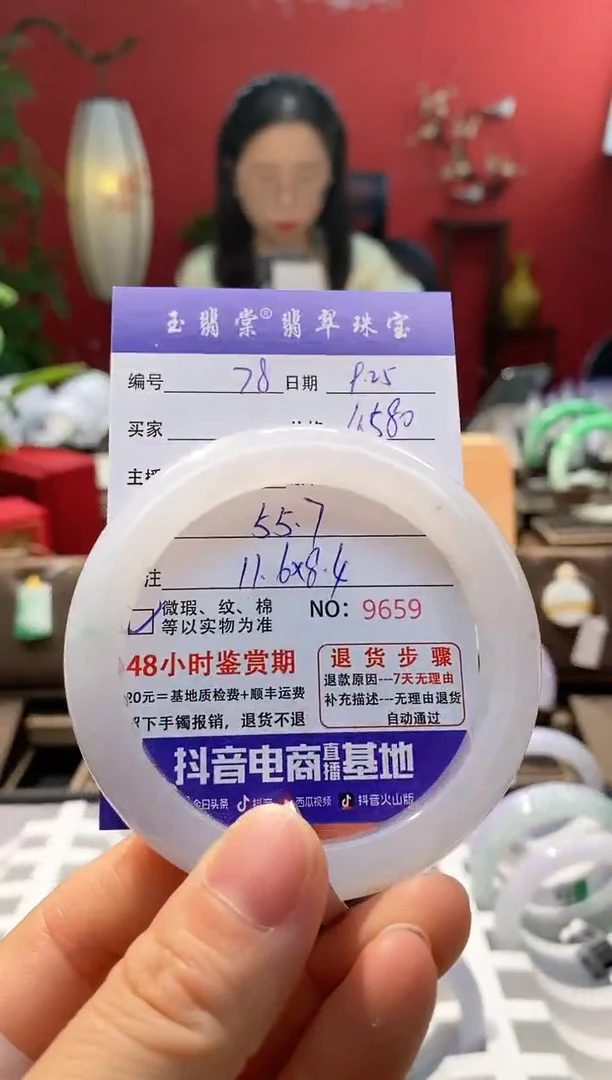 玉翡棠®翡翠珠宝
编号 78 日期 9.25
买家 1580
主播
55.7
注 11.6x8.4
微瑕、纹、棉
等以实物为准
NO: 9659
48小时鉴赏期
20元=基地质检费+顺丰运费
下手镯报销，退货不退
退货步骤
退款原因---7天无理由
补充描述---无理由退货
自动通过
抖音电商直播基地
今日头条 抖音 西瓜视频 抖音火山版